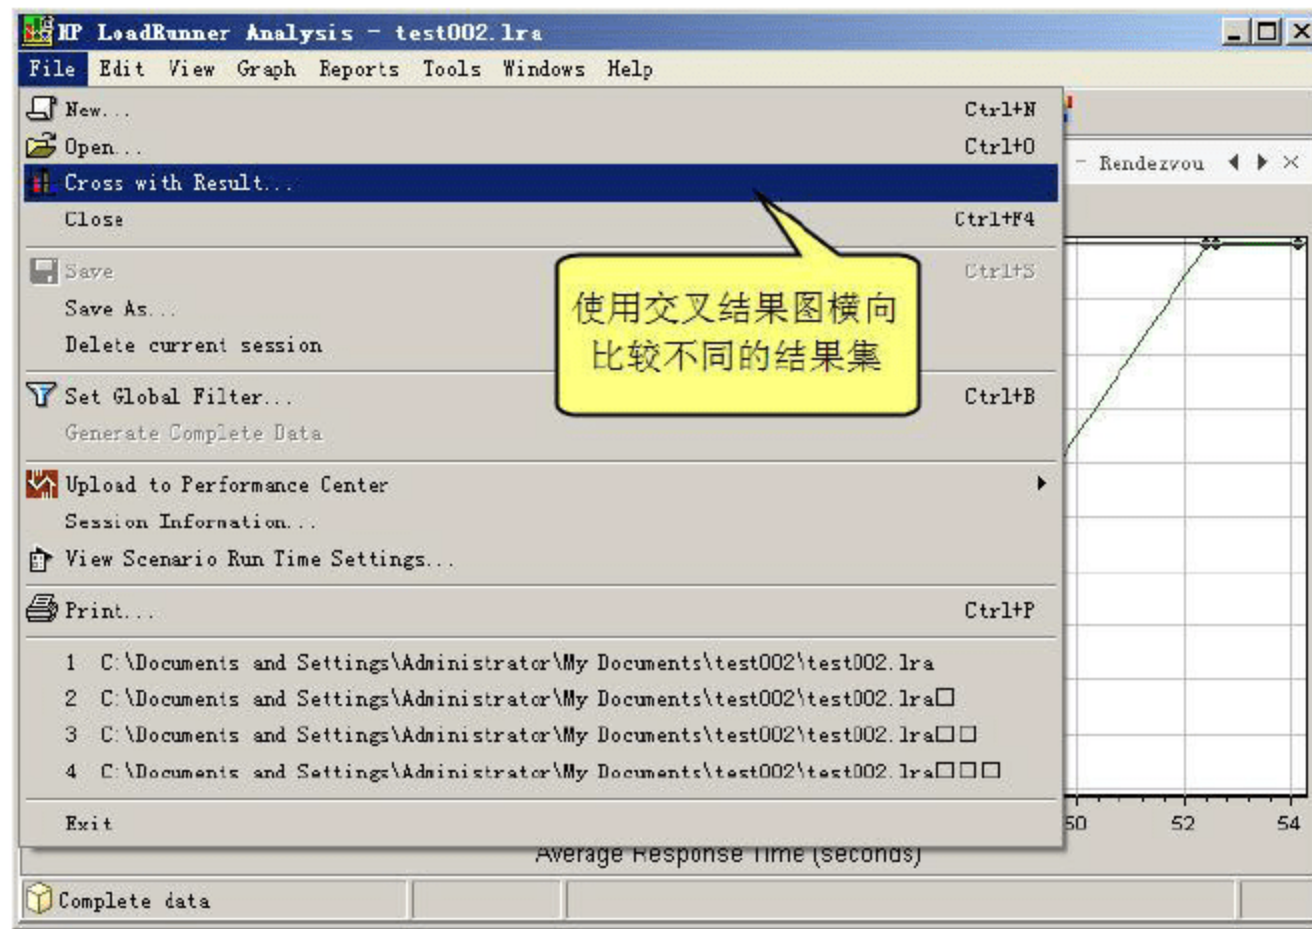 HP LoadRunner Analysis - test002.lra
File Edit View Graph Reports Tools Windows Help
New... Ctrl+N
Open... Ctrl+O
- Rendezvou
Cross with Result...
Close Ctrl+F4
使用交叉结果图横向
比较不同的结果集
Save Ctrl+S
Save As...
Delete current session
Set Global Filter... Ctrl+B
Generate Complete Data
Upload to Performance Center
Session Information...
View Scenario Run Time Settings...
Print... Ctrl+P
1 C:\Documents and Settings\Administrator\My Documents\test002\test002.lra
2 C:\Documents and Settings\Administrator\My Documents\test002\test002.lra□
3 C:\Documents and Settings\Administrator\My Documents\test002\test002.lra□□
4 C:\Documents and Settings\Administrator\My Documents\test002\test002.lra□□□
Exit
50 52 54
Average Response Time (seconds)
Complete data